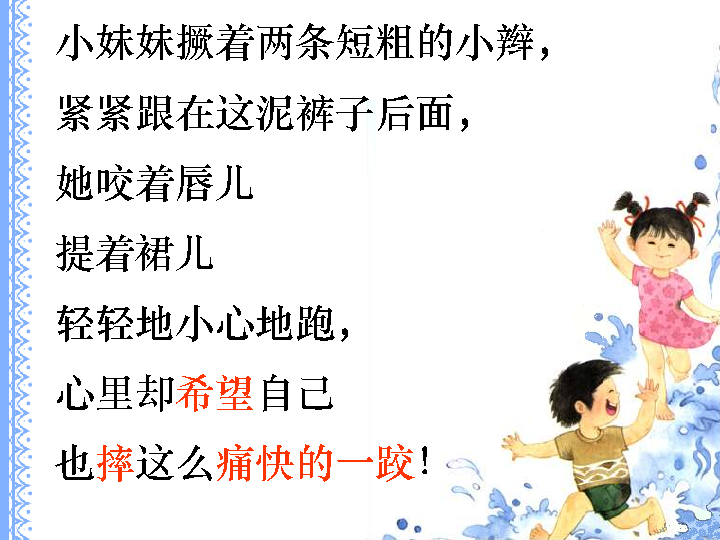 小妹妹撅着两条短粗的小辫，
紧紧跟在这泥裤子后面，
她咬着唇儿
提着裙儿
轻轻地小心地跑，
心里却希望自己
也摔这么痛快的一跤！